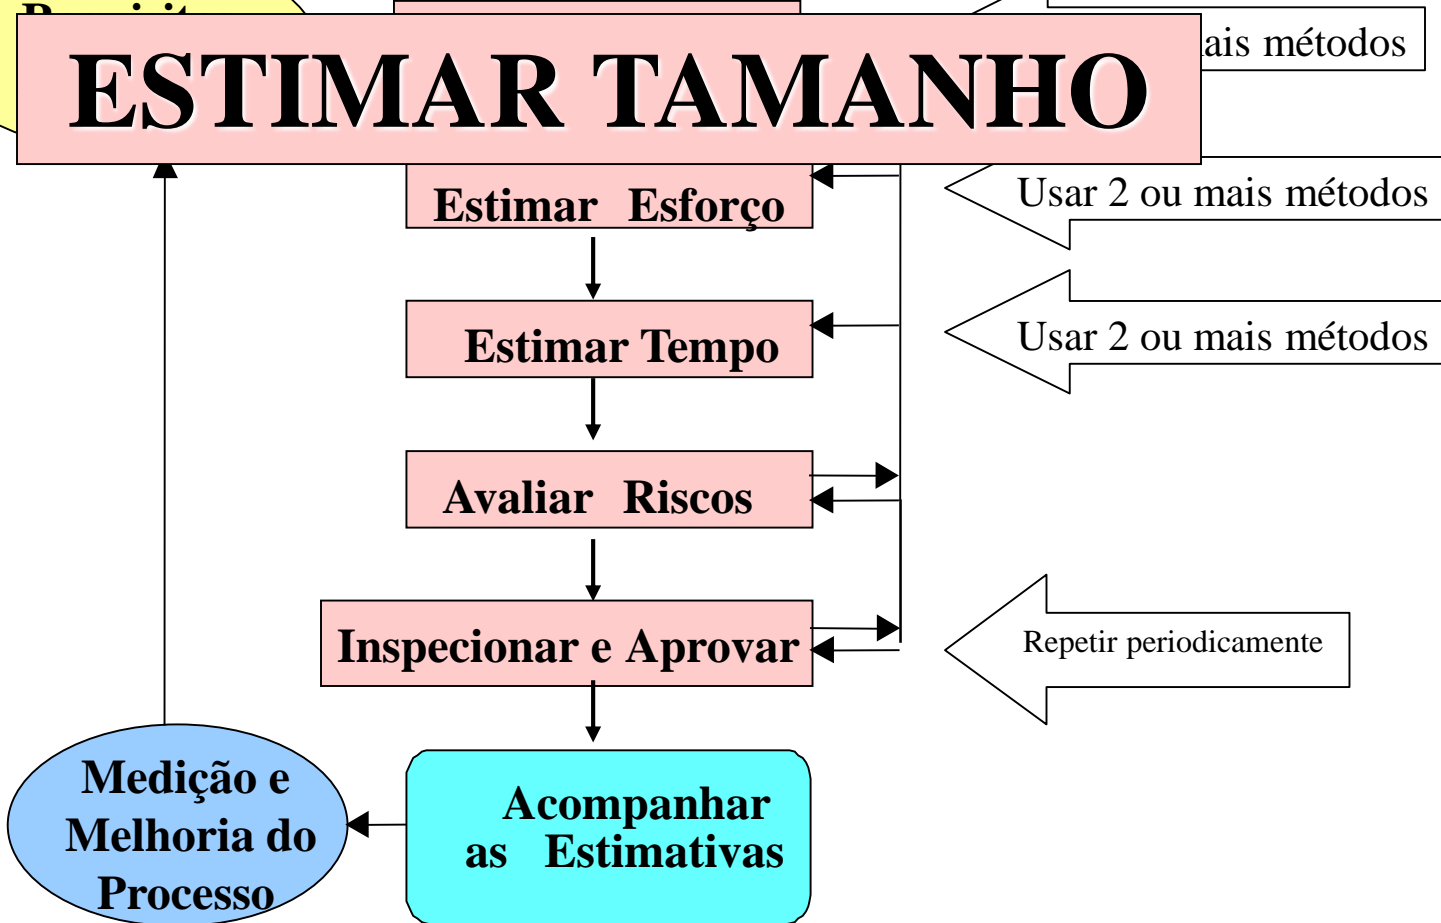 ESTIMAR TAMANHO
métodos
Estimar Esforço
Usar 2 ou mais métodos
Estimar Tempo
Usar 2 ou mais métodos
Avaliar Riscos
Inspecionar e Aprovar
Repetir periodicamente
Medição e
Melhoria do
Processo
Acompanhar
as Estimativas